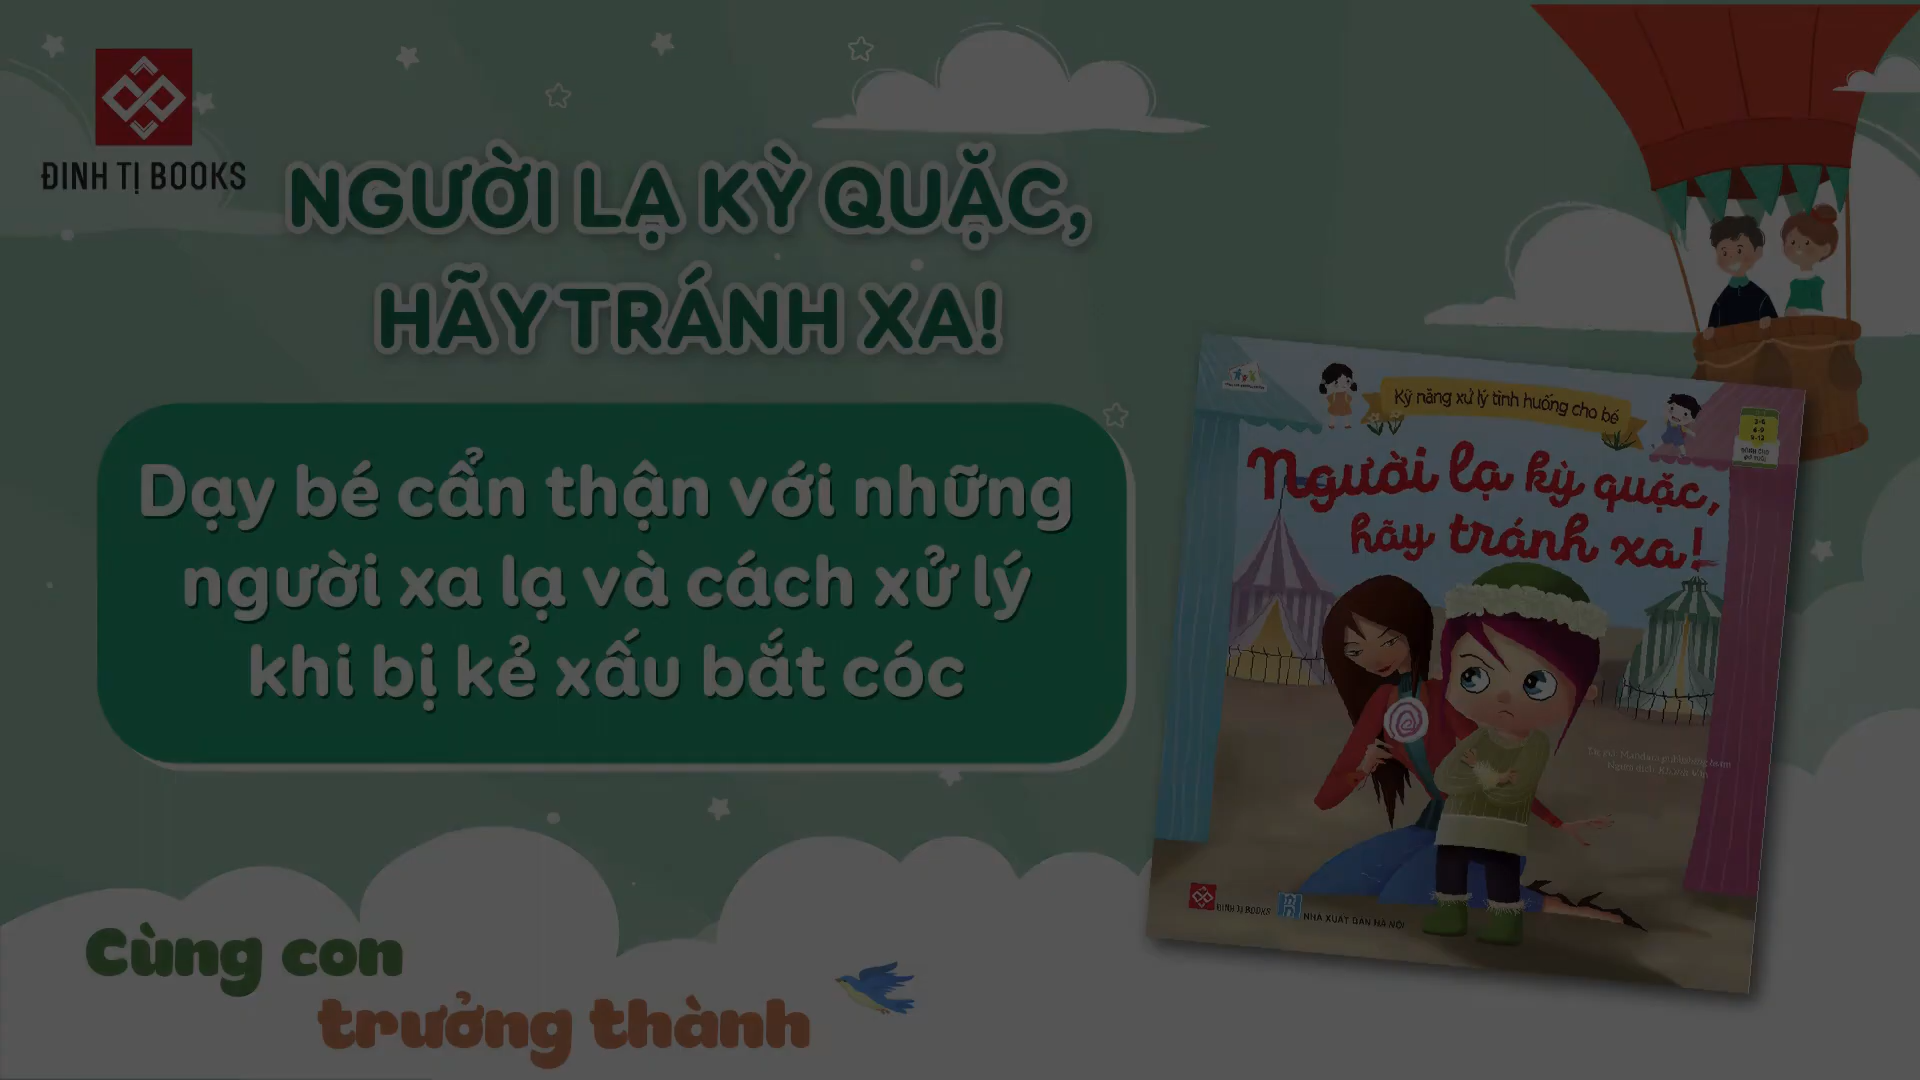 ĐINH TỊ BOOKS
NGƯỜI LẠ KỲ QUẶC,
HÃY TRÁNH XA!
Dạy bé cẩn thận với những
người xa lạ và cách xử lý
khi bị kẻ xấu bắt cóc
Kỹ năng xử lý tình huống cho bé
Người lạ kỳ quặc,
hãy tránh xa!
ĐINH TỊ BOOKS
NHÀ XUẤT BẢN HÀ NỘI
Cùng con
trưởng thành